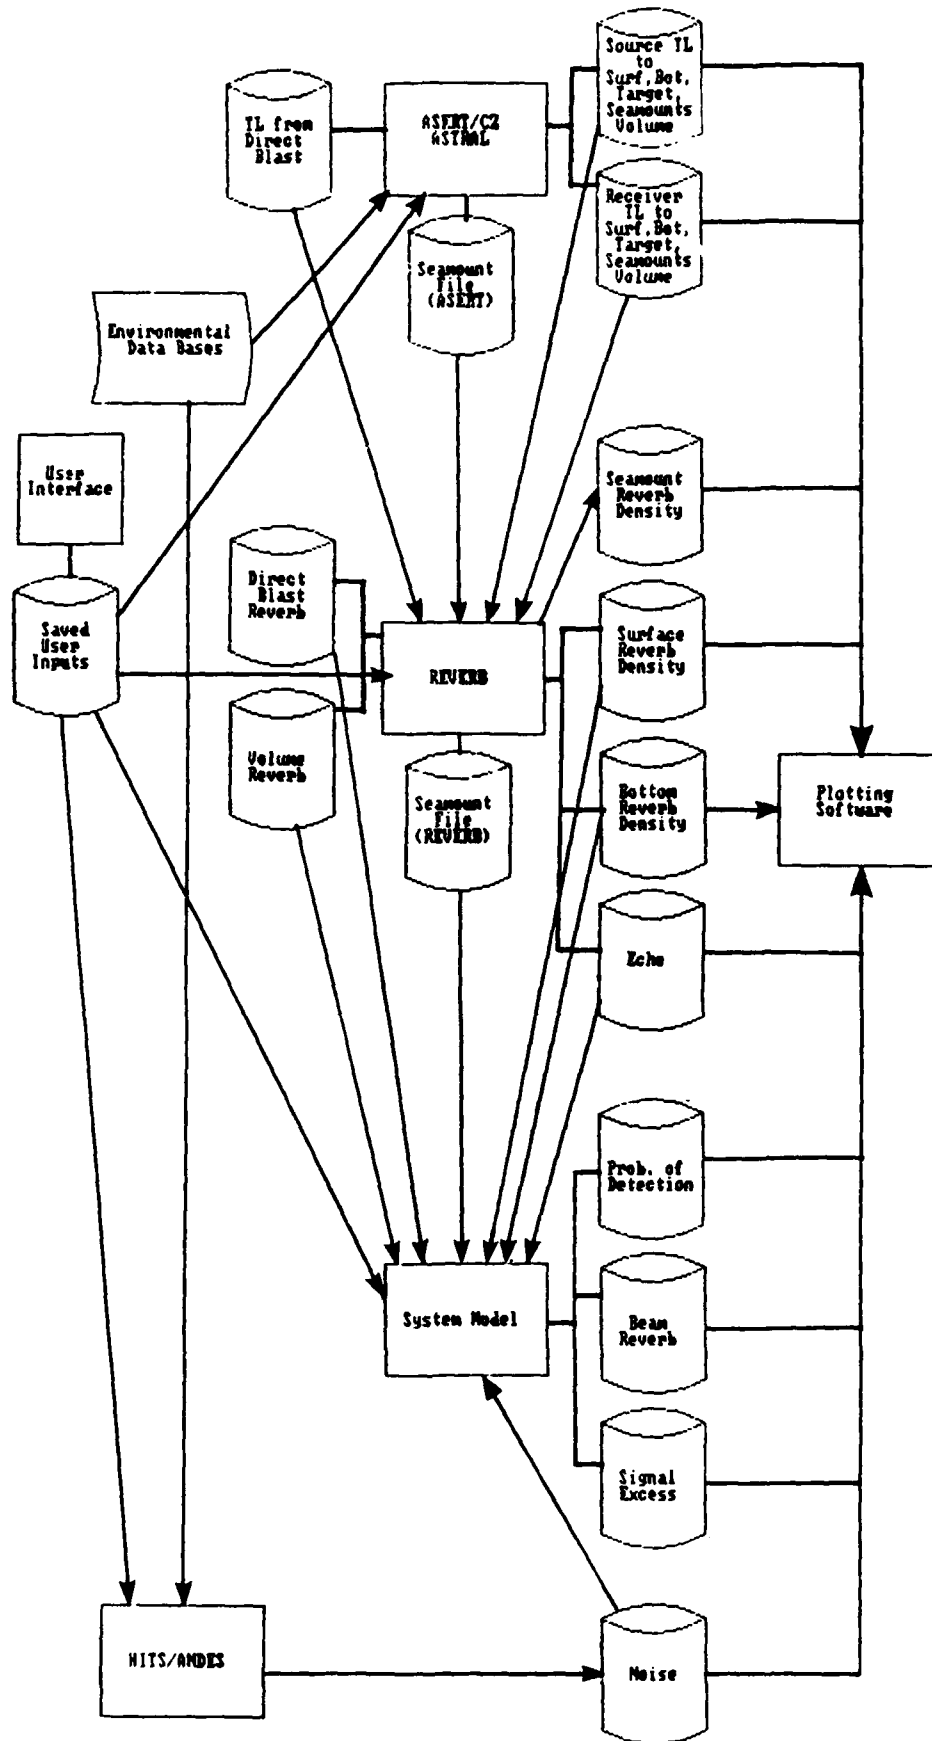 Source TL
to
Surf, Bot,
Target,
Seamounts
Volume
TL from
Direct
Blast
ASERT/CZ
ASTRAL
Receiver
TL to
Surf, Bot,
Target,
Seamounts
Volume
Seamount
File
(ASERT)
Environmental
Data Bases
User
Interface
Seamount
Reverb
Density
Direct
Blast
Reverb
Saved
User
Inputs
REVERB
Surface
Reverb
Density
Volume
Reverb
Seamount
File
(REVERB)
Bottom
Reverb
Density
Plotting
Software
Echo
Prob. of
Detection
System Model
Beam
Reverb
Signal
Excess
HITS/ANDES
Noise